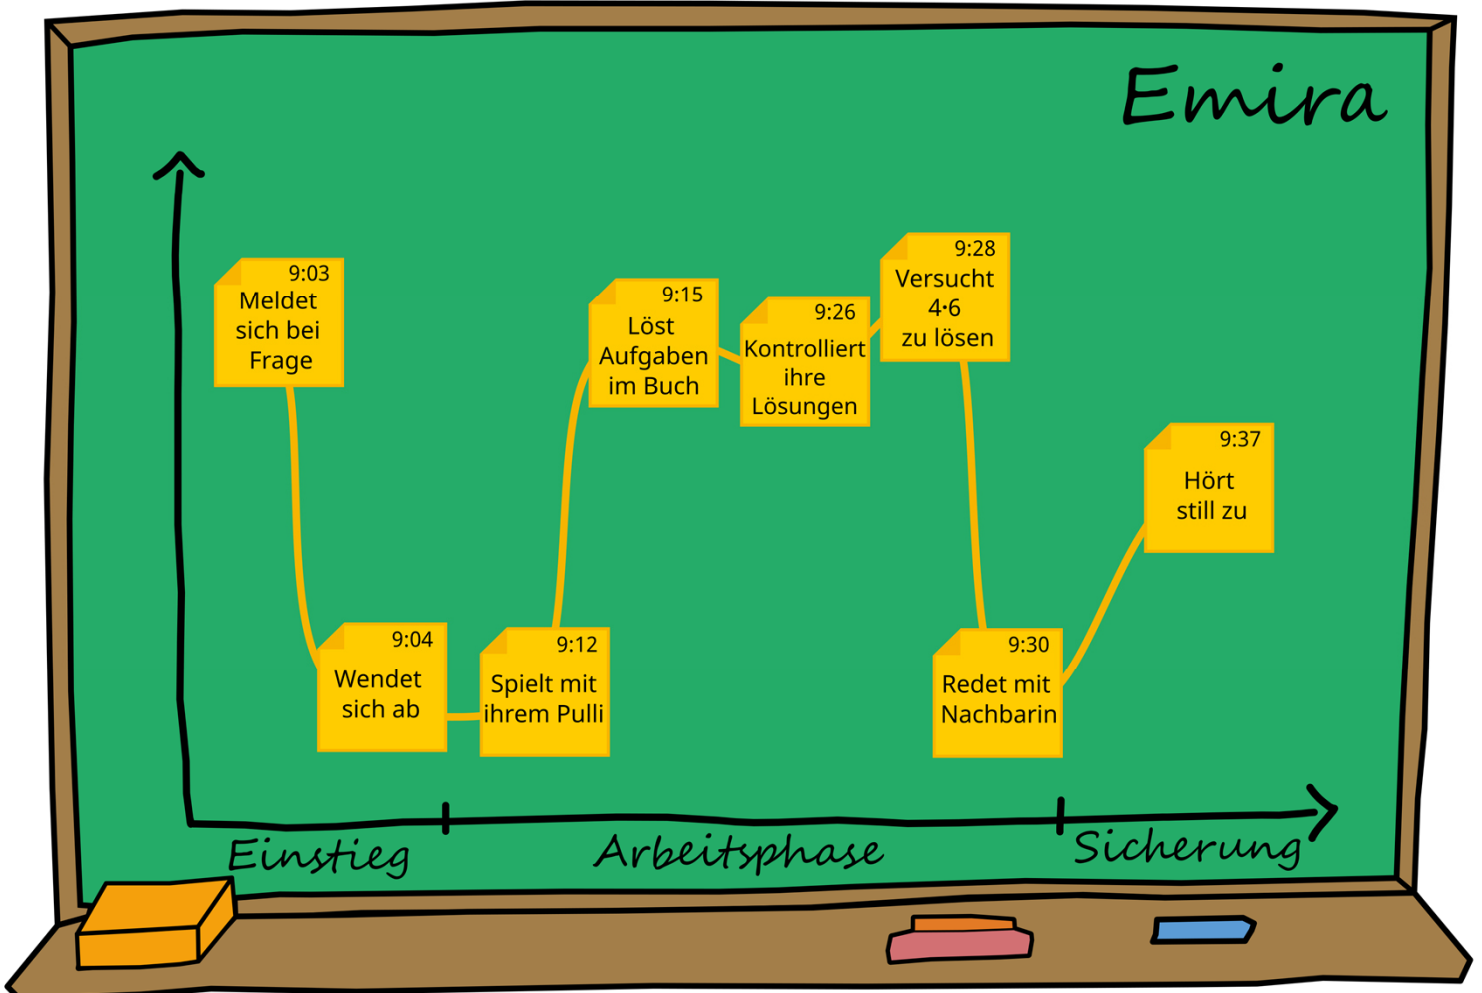 Emira
9:03
Meldet
sich bei
Frage
9:04
Wendet
sich ab
9:12
Spielt mit
ihrem Pulli
9:15
Löst
Aufgaben
im Buch
9:26
Kontrolliert
ihre
Lösungen
9:28
Versucht
4·6
zu lösen
9:30
Redet mit
Nachbarin
9:37
Hört
still zu
Einstieg
Arbeitsphase
Sicherung